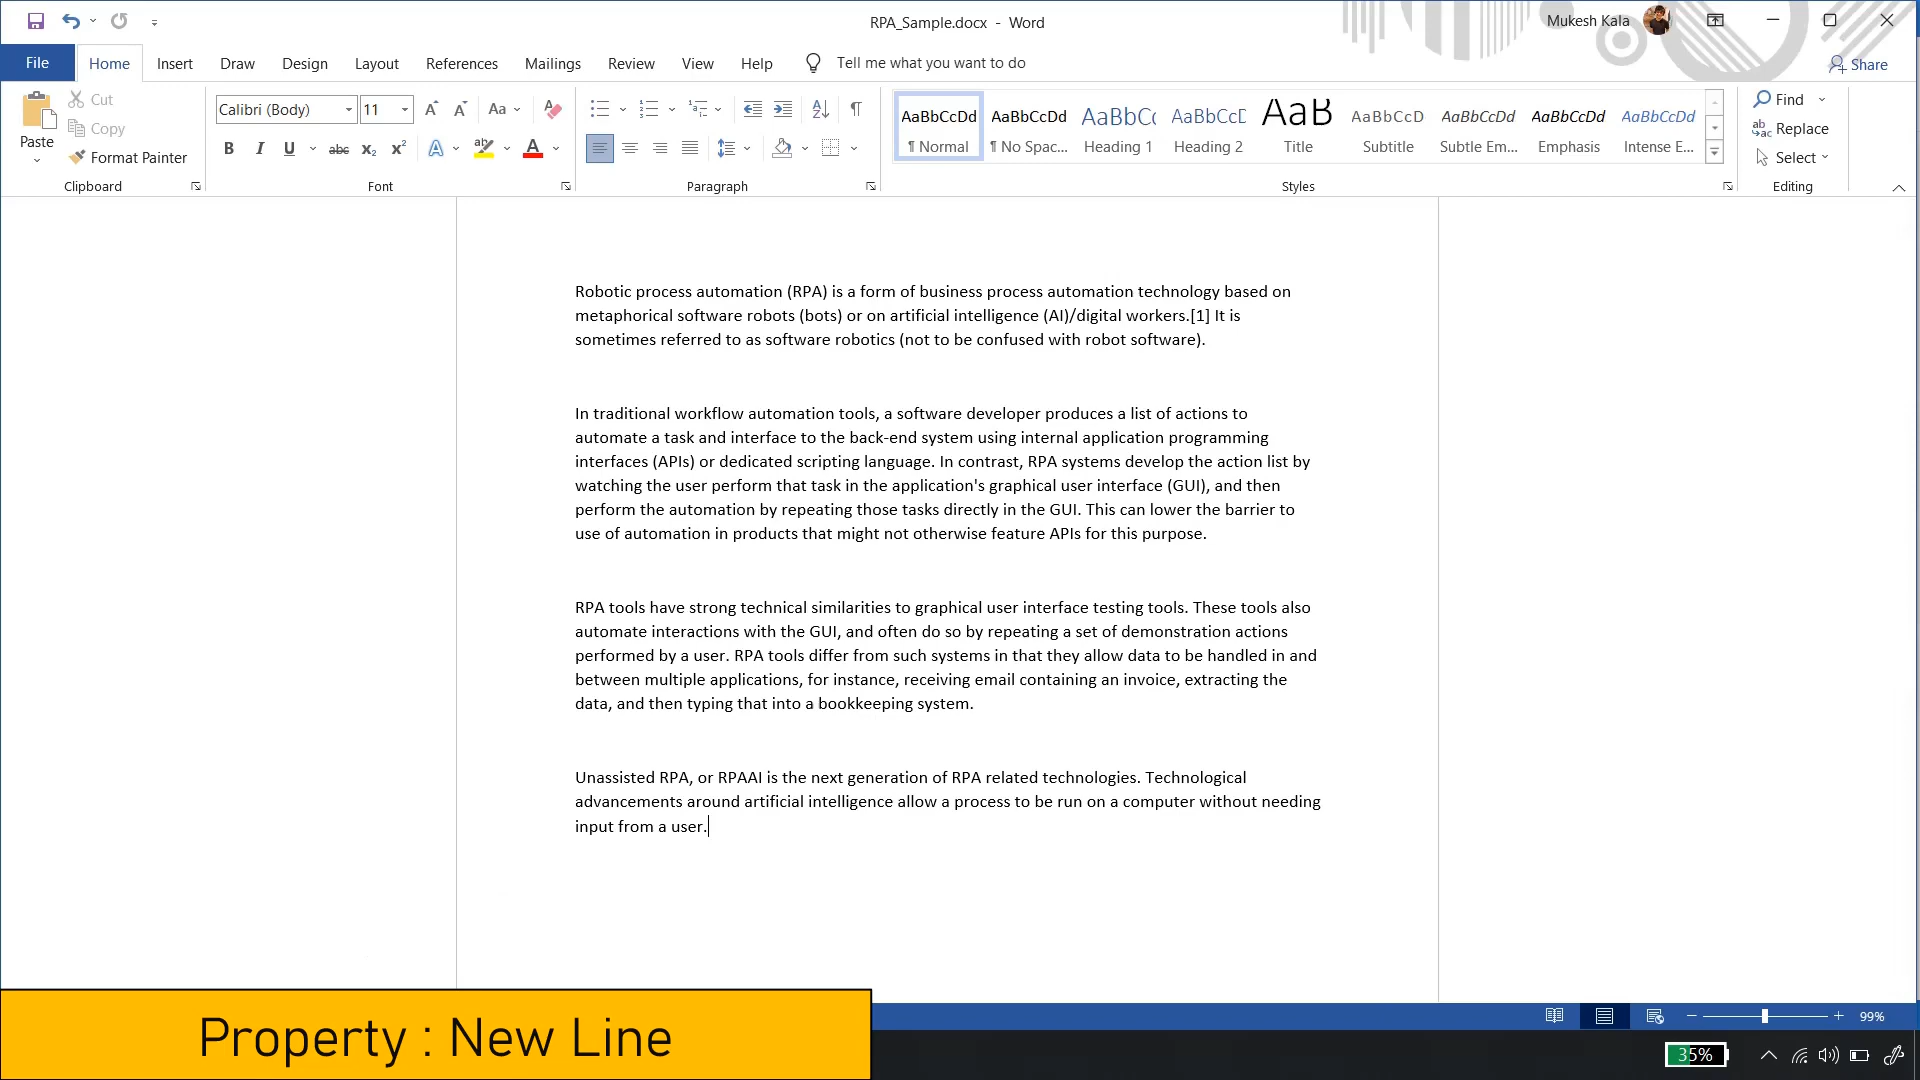 RPA_Sample.docx - Word
Mukesh Kala
File
Home
Insert
Draw
Design
Layout
References
Mailings
Review
View
Help
Tell me what you want to do
Share
Paste
Cut
Copy
Format Painter
Clipboard
Calibri (Body)
11
Aa
B
I
U
abc
x₂
x²
A
ab
A
Font
Paragraph
AaBbCcDd
¶ Normal
AaBbCcDd
¶ No Spac...
AaBbCc
Heading 1
AaBbCcD
Heading 2
AaB
Title
AaBbCcD
Subtitle
AaBbCcDd
Subtle Em...
AaBbCcDd
Emphasis
AaBbCcDd
Intense E...
Styles
Find
Replace
Select
Editing
Robotic process automation (RPA) is a form of business process automation technology based on
metaphorical software robots (bots) or on artificial intelligence (AI)/digital workers.[1] It is
sometimes referred to as software robotics (not to be confused with robot software).
In traditional workflow automation tools, a software developer produces a list of actions to
automate a task and interface to the back-end system using internal application programming
interfaces (APIs) or dedicated scripting language. In contrast, RPA systems develop the action list by
watching the user perform that task in the application's graphical user interface (GUI), and then
perform the automation by repeating those tasks directly in the GUI. This can lower the barrier to
use of automation in products that might not otherwise feature APIs for this purpose.
RPA tools have strong technical similarities to graphical user interface testing tools. These tools also
automate interactions with the GUI, and often do so by repeating a set of demonstration actions
performed by a user. RPA tools differ from such systems in that they allow data to be handled in and
between multiple applications, for instance, receiving email containing an invoice, extracting the
data, and then typing that into a bookkeeping system.
Unassisted RPA, or RPAAI is the next generation of RPA related technologies. Technological
advancements around artificial intelligence allow a process to be run on a computer without needing
input from a user.
Property : New Line
99%
35%